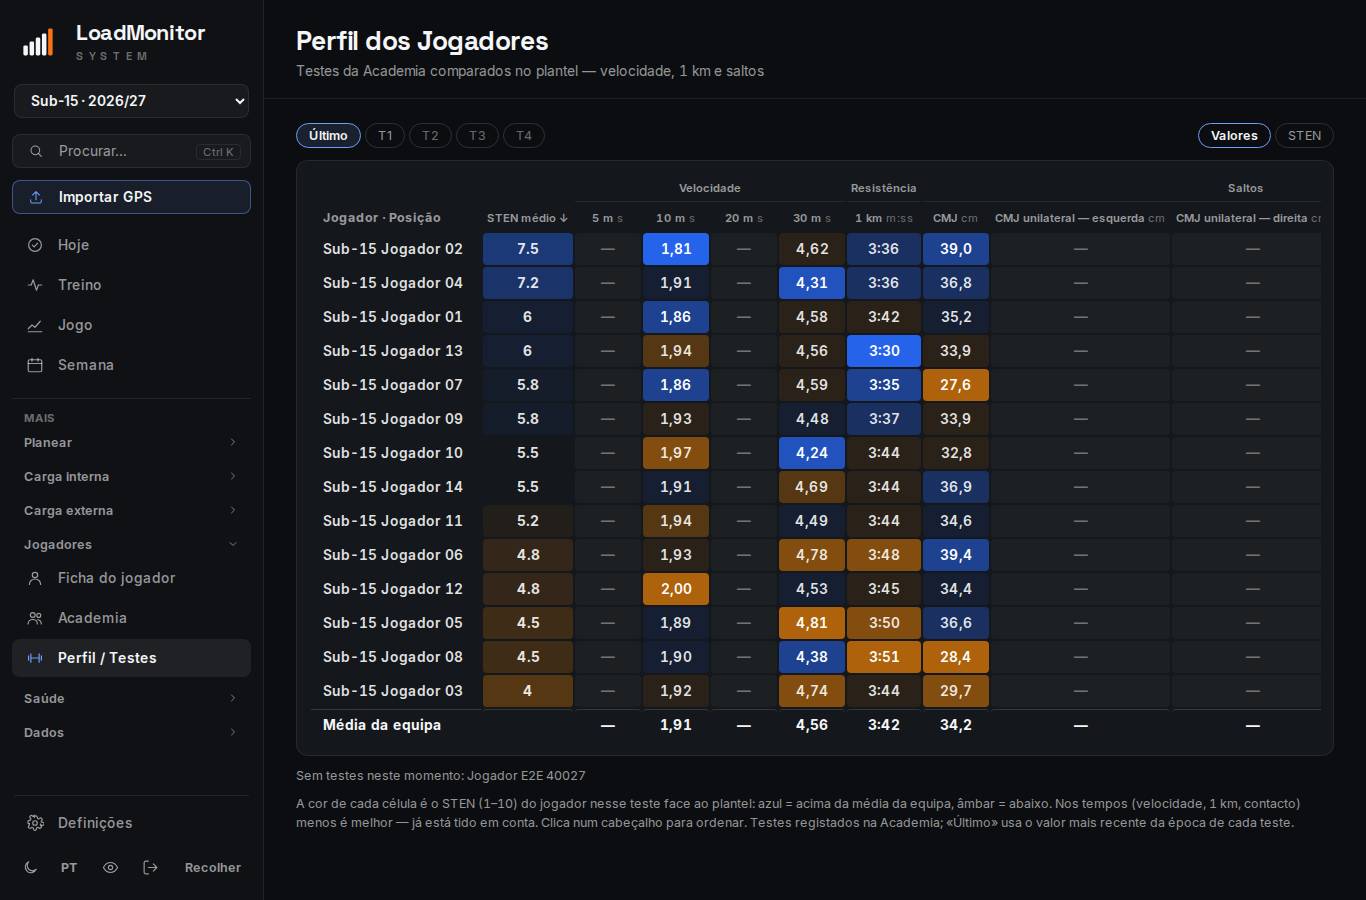 LoadMonitor
SYSTEM
Sub-15 · 2026/27
Procurar... Ctrl K
Importar GPS
Hoje
Treino
Jogo
Semana
MAIS
Planear
Carga interna
Carga externa
Jogadores
Ficha do jogador
Academia
Perfil / Testes
Saúde
Dados
Definições
PT Recolher
Perfil dos Jogadores
Testes da Academia comparados no plantel — velocidade, 1 km e saltos
Último T1 T2 T3 T4 Valores STEN
Velocidade Resistência Saltos
Jogador · Posição STEN médio ↓ 5 m s 10 m s 20 m s 30 m s 1 km m:ss CMJ cm CMJ unilateral — esquerda cm CMJ unilateral — direita
Sub-15 Jogador 02 7.5 — 1,81 — 4,62 3:36 39,0 — —
Sub-15 Jogador 04 7.2 — 1,91 — 4,31 3:36 36,8 — —
Sub-15 Jogador 01 6 — 1,86 — 4,58 3:42 35,2 — —
Sub-15 Jogador 13 6 — 1,94 — 4,56 3:30 33,9 — —
Sub-15 Jogador 07 5.8 — 1,86 — 4,59 3:35 27,6 — —
Sub-15 Jogador 09 5.8 — 1,93 — 4,48 3:37 33,9 — —
Sub-15 Jogador 10 5.5 — 1,97 — 4,24 3:44 32,8 — —
Sub-15 Jogador 14 5.5 — 1,91 — 4,69 3:44 36,9 — —
Sub-15 Jogador 11 5.2 — 1,94 — 4,49 3:44 34,6 — —
Sub-15 Jogador 06 4.8 — 1,93 — 4,78 3:48 39,4 — —
Sub-15 Jogador 12 4.8 — 2,00 — 4,53 3:45 34,4 — —
Sub-15 Jogador 05 4.5 — 1,89 — 4,81 3:50 36,6 — —
Sub-15 Jogador 08 4.5 — 1,90 — 4,38 3:51 28,4 — —
Sub-15 Jogador 03 4 — 1,92 — 4,74 3:44 29,7 — —
Média da equipa — 1,91 — 4,56 3:42 34,2 — —
Sem testes neste momento: Jogador E2E 40027
A cor de cada célula é o STEN (1–10) do jogador nesse teste face ao plantel: azul = acima da média da equipa, âmbar = abaixo. Nos tempos (velocidade, 1 km, contacto)
menos é melhor — já está tido em conta. Clica num cabeçalho para ordenar. Testes registados na Academia; «Último» usa o valor mais recente da época de cada teste.